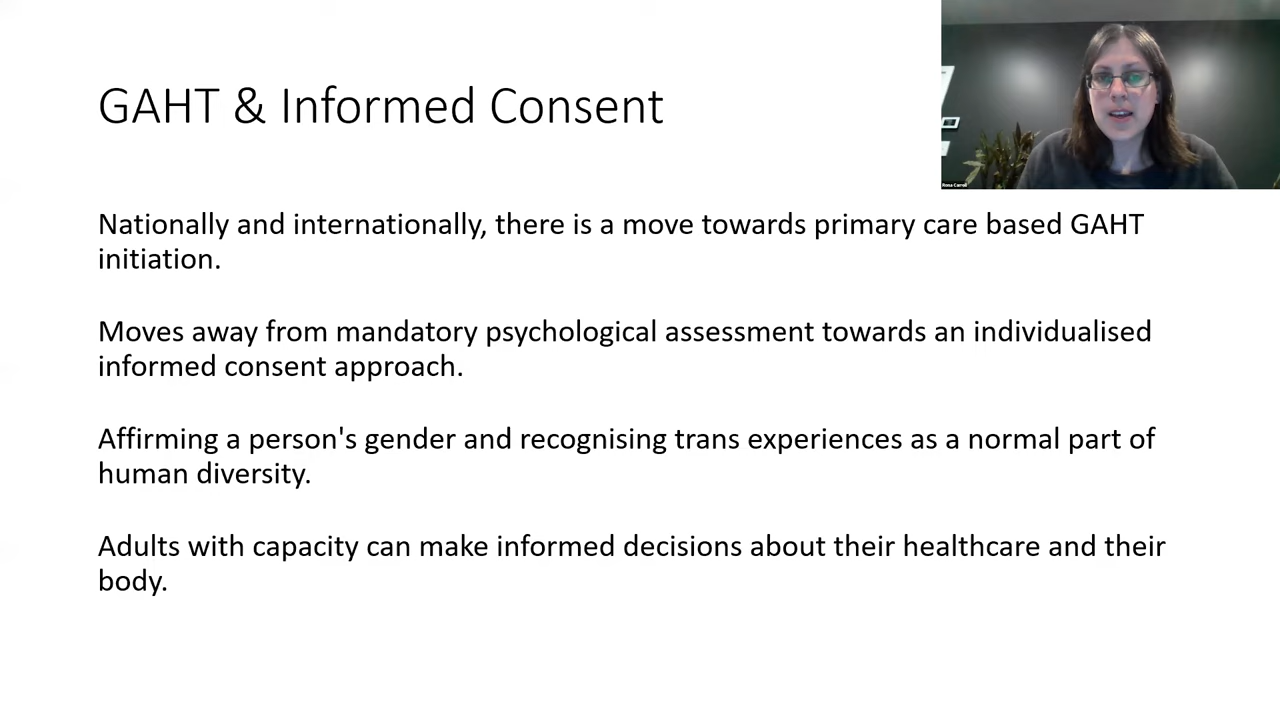 GAHT & Informed Consent
Rosa Carroll
Nationally and internationally, there is a move towards primary care based GAHT
initiation.
Moves away from mandatory psychological assessment towards an individualised
informed consent approach.
Affirming a person's gender and recognising trans experiences as a normal part of
human diversity.
Adults with capacity can make informed decisions about their healthcare and their
body.